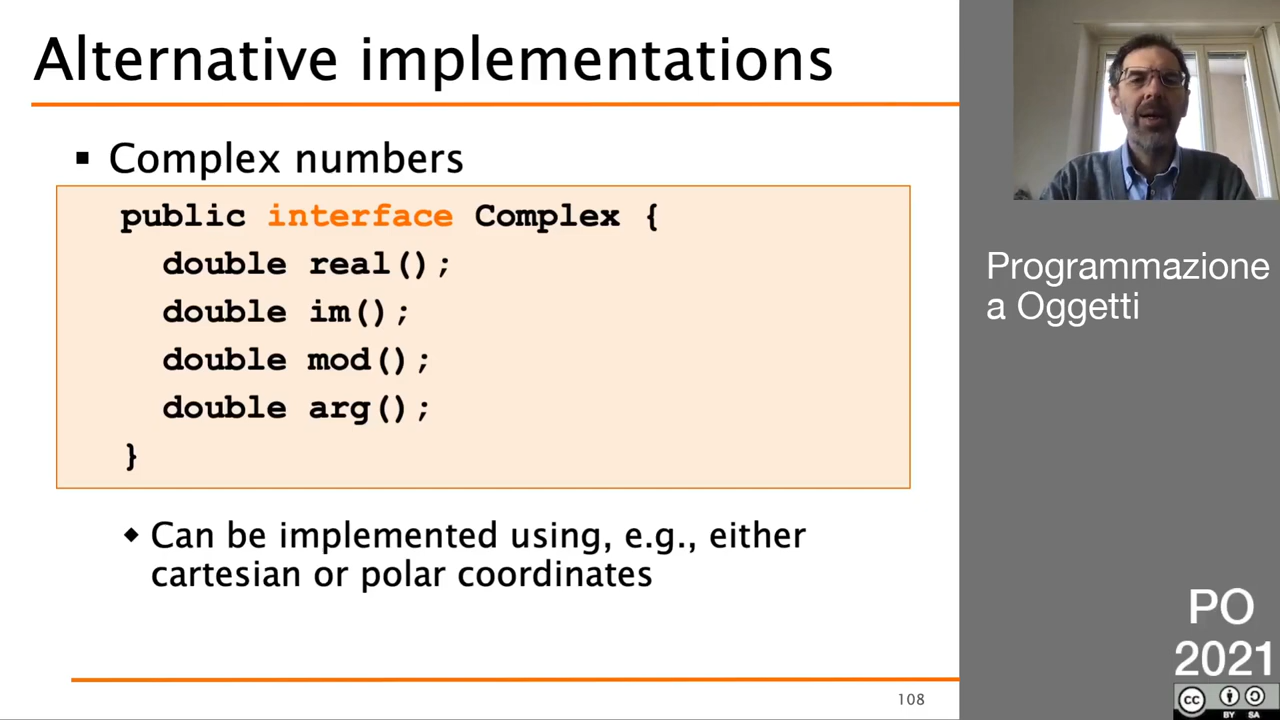 Alternative implementations
▪ Complex numbers
public interface Complex {
double real();
double im();
double mod();
double arg();
}
◆ Can be implemented using, e.g., either
cartesian or polar coordinates
108
Programmazione
a Oggetti
PO
2021
cc
BY SA